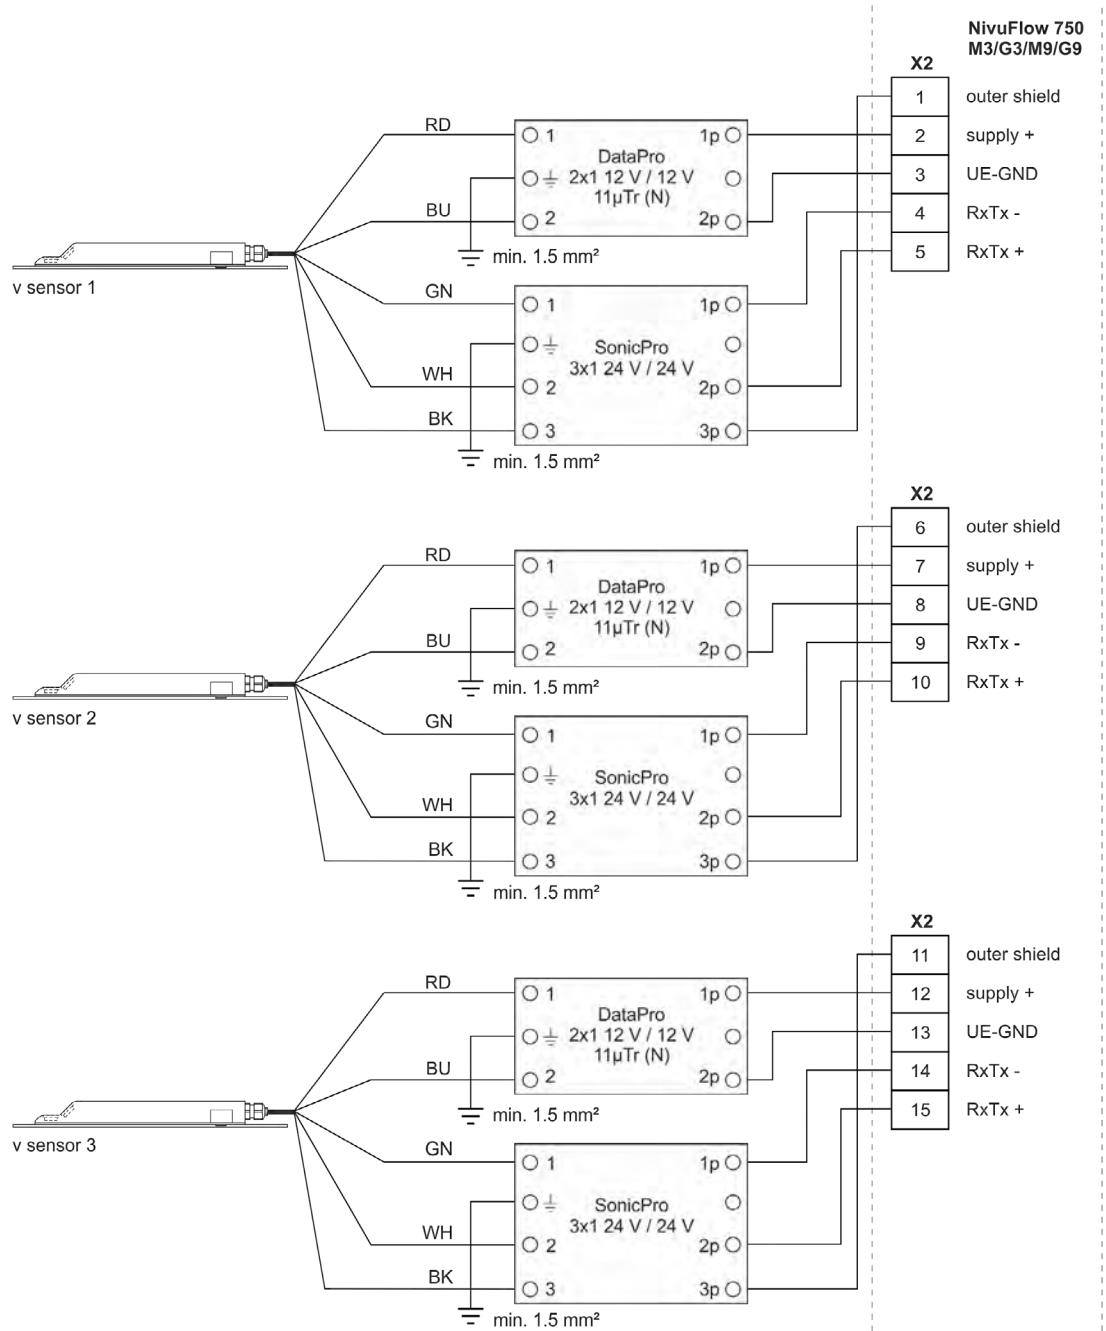 NivuFlow 750
M3/G3/M9/G9
X2
1 outer shield
2 supply +
3 UE-GND
4 RxTx -
5 RxTx +
RD
BU
GN
WH
BK
v sensor 1
1 1p
DataPro
2x1 12 V / 12 V
11µTr (N)
2 2p
min. 1.5 mm²
1 1p
SonicPro
3x1 24 V / 24 V
2 2p
3 3p
min. 1.5 mm²
X2
6 outer shield
7 supply +
8 UE-GND
9 RxTx -
10 RxTx +
RD
BU
GN
WH
BK
v sensor 2
1 1p
DataPro
2x1 12 V / 12 V
11µTr (N)
2 2p
min. 1.5 mm²
1 1p
SonicPro
3x1 24 V / 24 V
2 2p
3 3p
min. 1.5 mm²
X2
11 outer shield
12 supply +
13 UE-GND
14 RxTx -
15 RxTx +
RD
BU
GN
WH
BK
v sensor 3
1 1p
DataPro
2x1 12 V / 12 V
11µTr (N)
2 2p
min. 1.5 mm²
1 1p
SonicPro
3x1 24 V / 24 V
2 2p
3 3p
min. 1.5 mm²